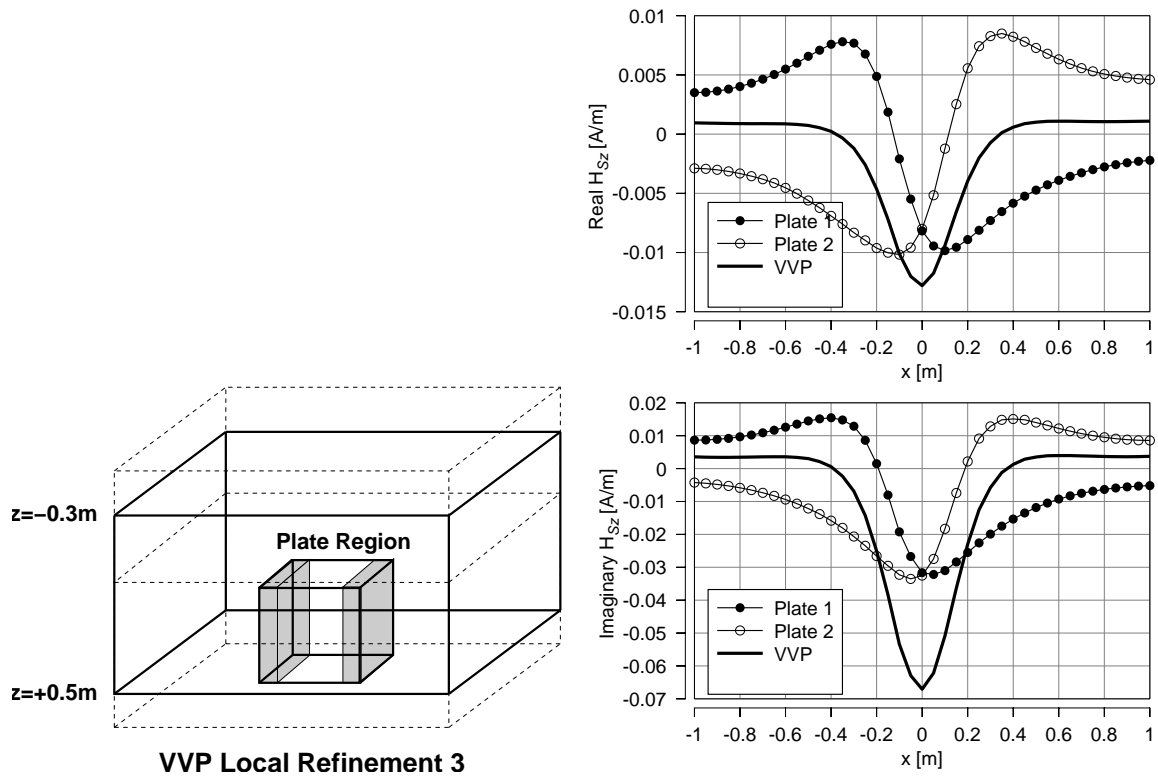 0.01
0.005
0
-0.005
-0.01
-0.015
Real HSz [A/m]
Plate 1
Plate 2
VVP
-1 -0.8 -0.6 -0.4 -0.2 0 0.2 0.4 0.6 0.8 1
x [m]
0.02
0.01
0
-0.01
-0.02
-0.03
-0.04
-0.05
-0.06
-0.07
Imaginary HSz [A/m]
Plate 1
Plate 2
VVP
-1 -0.8 -0.6 -0.4 -0.2 0 0.2 0.4 0.6 0.8 1
x [m]
z=−0.3m
Plate Region
z=+0.5m
VVP Local Refinement 3